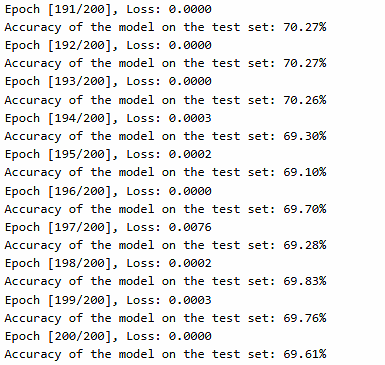 Epoch [191/200], Loss: 0.0000
Accuracy of the model on the test set: 70.27%
Epoch [192/200], Loss: 0.0000
Accuracy of the model on the test set: 70.27%
Epoch [193/200], Loss: 0.0000
Accuracy of the model on the test set: 70.26%
Epoch [194/200], Loss: 0.0003
Accuracy of the model on the test set: 69.30%
Epoch [195/200], Loss: 0.0002
Accuracy of the model on the test set: 69.10%
Epoch [196/200], Loss: 0.0000
Accuracy of the model on the test set: 69.70%
Epoch [197/200], Loss: 0.0076
Accuracy of the model on the test set: 69.28%
Epoch [198/200], Loss: 0.0002
Accuracy of the model on the test set: 69.83%
Epoch [199/200], Loss: 0.0003
Accuracy of the model on the test set: 69.76%
Epoch [200/200], Loss: 0.0000
Accuracy of the model on the test set: 69.61%